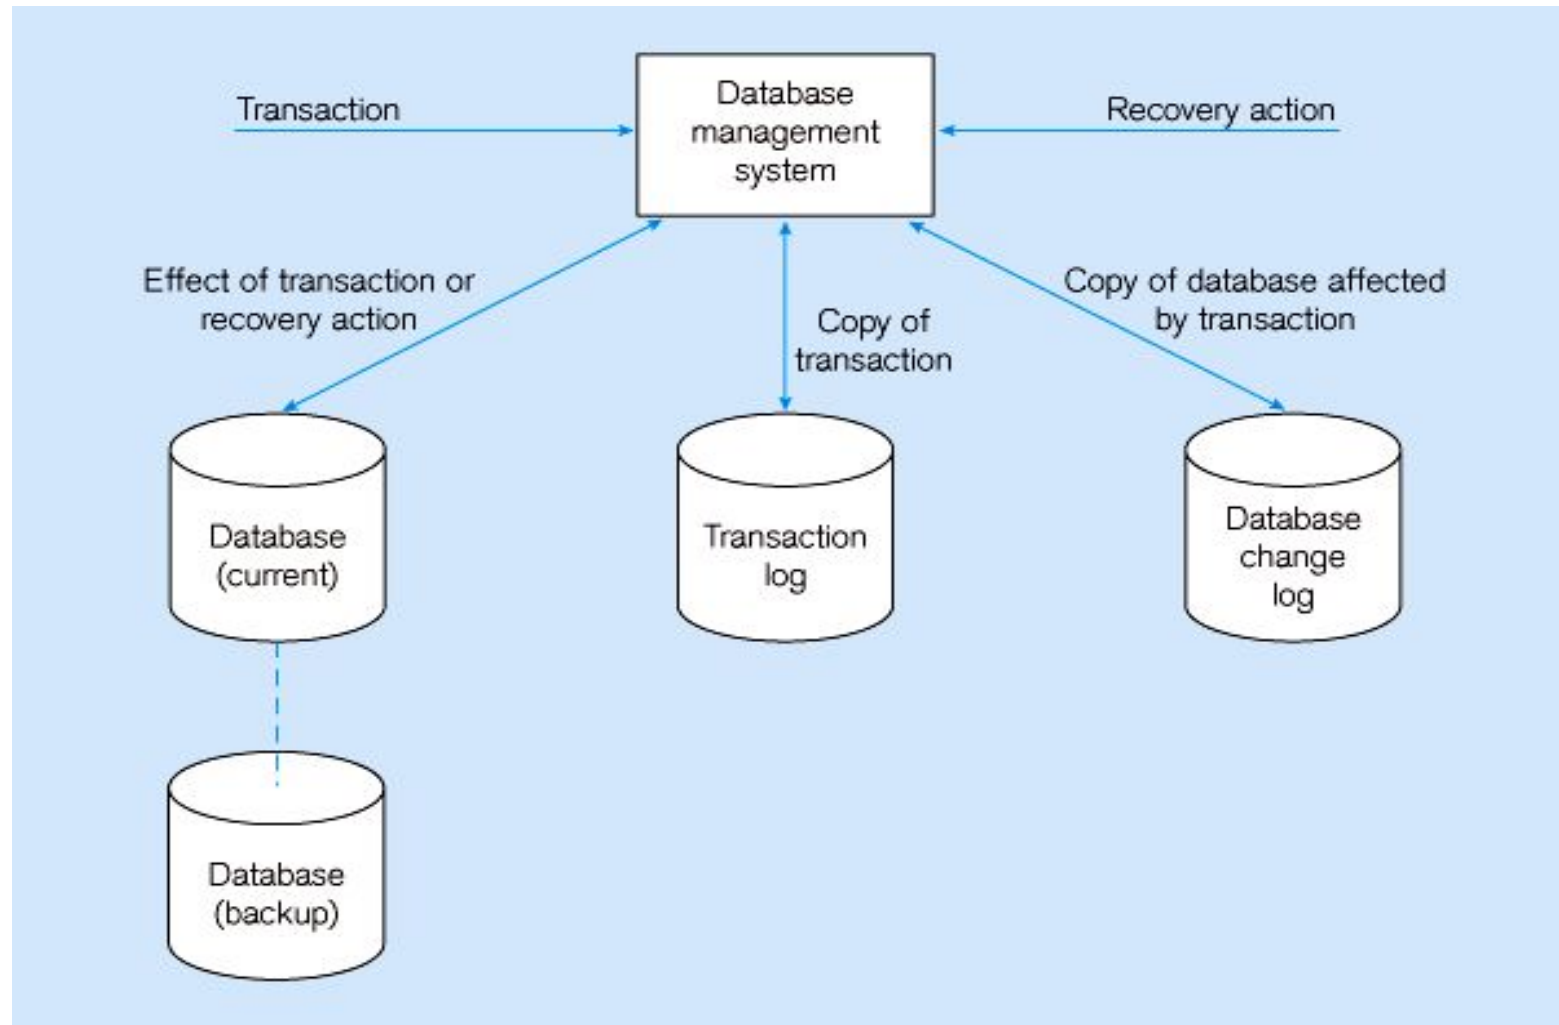 Database
management
system
Transaction
Recovery action
Effect of transaction or
recovery action
Copy of
transaction
Copy of database affected
by transaction
Database
(current)
Transaction
log
Database
change
log
Database
(backup)